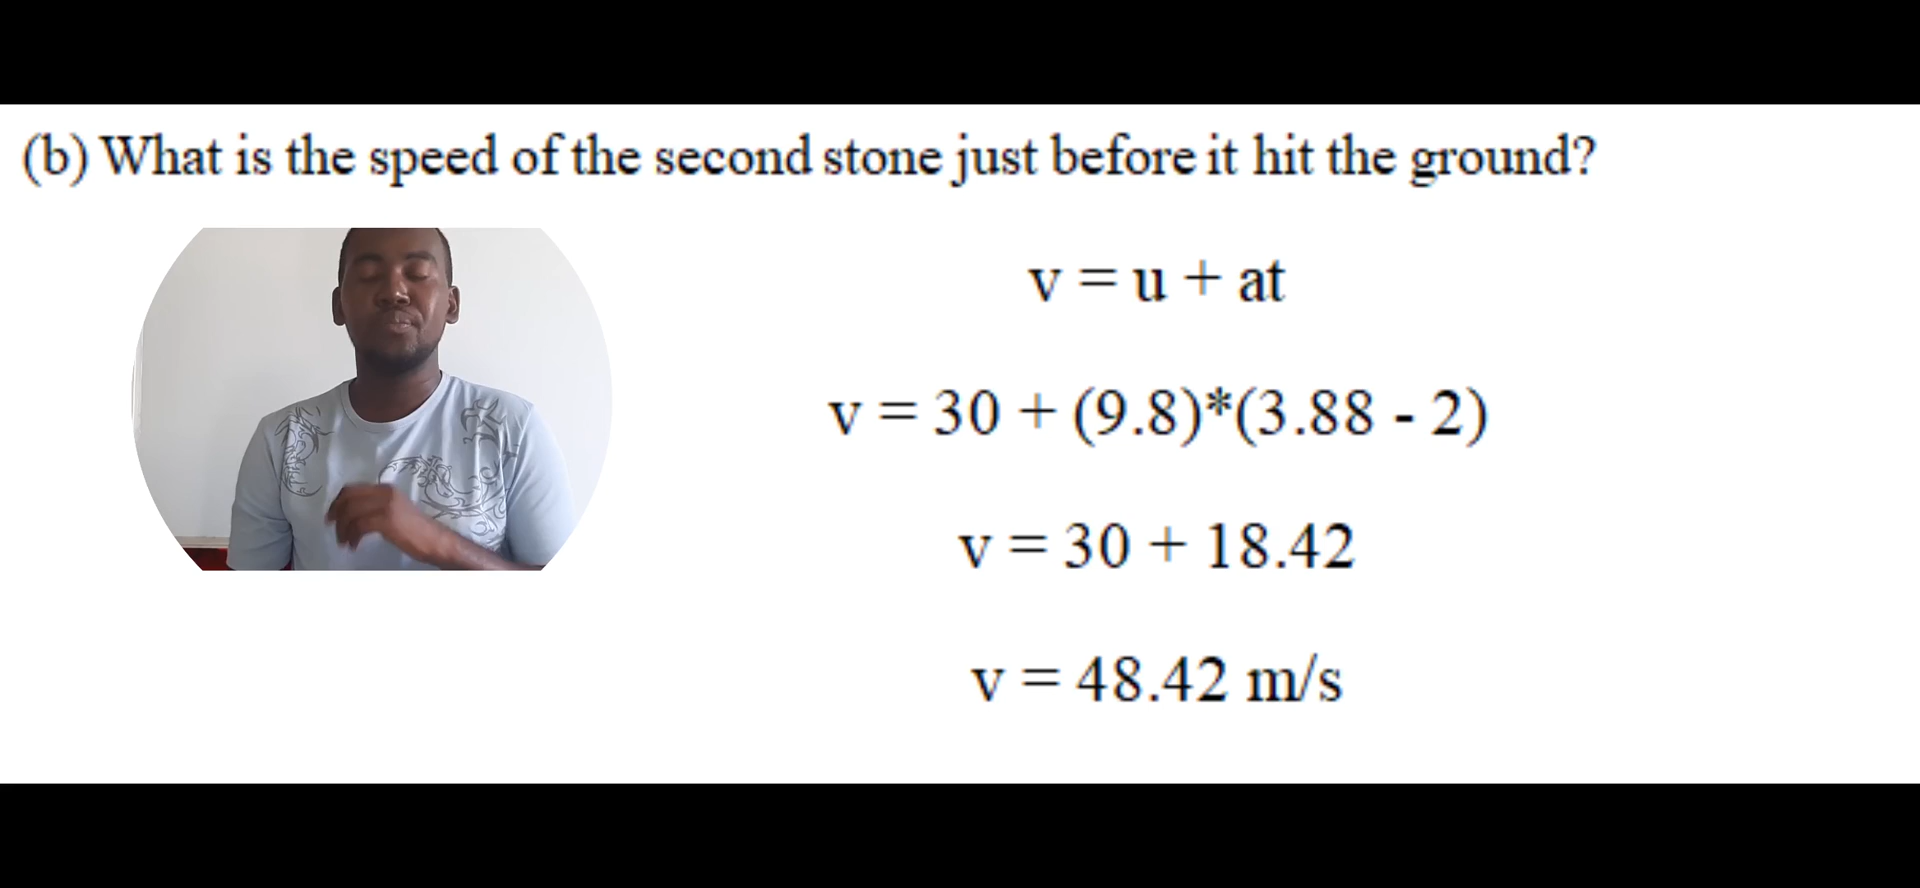 (b) What is the speed of the second stone just before it hit the ground?
v = u + at
v = 30 + (9.8)*(3.88 - 2)
v = 30 + 18.42
v = 48.42 m/s